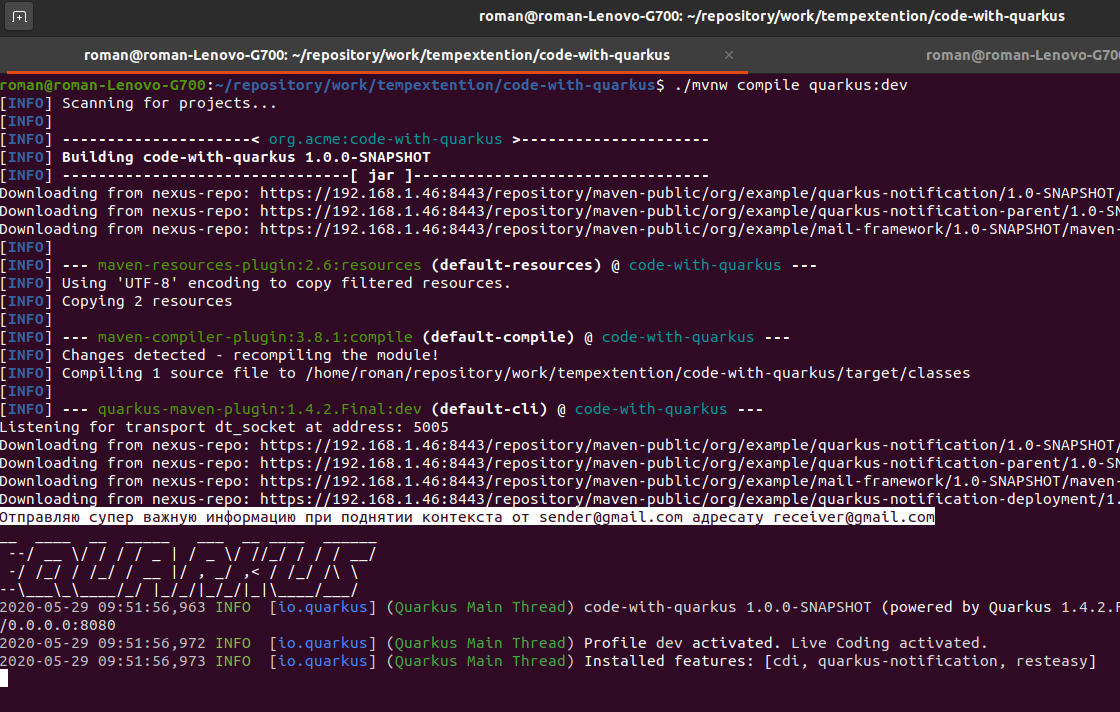 roman@roman-Lenovo-G700: ~/repository/work/tempextention/code-with-quarkus
roman@roman-Lenovo-G700: ~/repository/work/tempextention/code-with-quarkus × roman@roman-Lenovo-G700
roman@roman-Lenovo-G700:~/repository/work/tempextention/code-with-quarkus$ ./mvnw compile quarkus:dev
[INFO] Scanning for projects...
[INFO]
[INFO] ---------------------< org.acme:code-with-quarkus >---------------------
[INFO] Building code-with-quarkus 1.0.0-SNAPSHOT
[INFO] --------------------------------[ jar ]---------------------------------
Downloading from nexus-repo: https://192.168.1.46:8443/repository/maven-public/org/example/quarkus-notification/1.0-SNAPSHOT/
Downloading from nexus-repo: https://192.168.1.46:8443/repository/maven-public/org/example/quarkus-notification-parent/1.0-SN
Downloading from nexus-repo: https://192.168.1.46:8443/repository/maven-public/org/example/mail-framework/1.0-SNAPSHOT/maven-
[INFO]
[INFO] --- maven-resources-plugin:2.6:resources (default-resources) @ code-with-quarkus ---
[INFO] Using 'UTF-8' encoding to copy filtered resources.
[INFO] Copying 2 resources
[INFO]
[INFO] --- maven-compiler-plugin:3.8.1:compile (default-compile) @ code-with-quarkus ---
[INFO] Changes detected - recompiling the module!
[INFO] Compiling 1 source file to /home/roman/repository/work/tempextention/code-with-quarkus/target/classes
[INFO]
[INFO] --- quarkus-maven-plugin:1.4.2.Final:dev (default-cli) @ code-with-quarkus ---
Listening for transport dt_socket at address: 5005
Downloading from nexus-repo: https://192.168.1.46:8443/repository/maven-public/org/example/quarkus-notification/1.0-SNAPSHOT/
Downloading from nexus-repo: https://192.168.1.46:8443/repository/maven-public/org/example/quarkus-notification-parent/1.0-SN
Downloading from nexus-repo: https://192.168.1.46:8443/repository/maven-public/org/example/mail-framework/1.0-SNAPSHOT/maven-
Downloading from nexus-repo: https://192.168.1.46:8443/repository/maven-public/org/example/quarkus-notification-deployment/1.
Отправляю супер важную информацию при поднятии контекста от sender@gmail.com адресату receiver@gmail.com
__  ____  __  _____   ___  __ ____  ______
 --/ __ \/ / / / _ | / _ \/ //_/ / / / __/
 -/ /_/ / /_/ / __ |/ , _/ ,< / /_/ /\ \
--\___\_\____/_/ |_/_/|_/_/|_|\____/___/
2020-05-29 09:51:56,963 INFO  [io.quarkus] (Quarkus Main Thread) code-with-quarkus 1.0.0-SNAPSHOT (powered by Quarkus 1.4.2.F
/0.0.0.0:8080
2020-05-29 09:51:56,972 INFO  [io.quarkus] (Quarkus Main Thread) Profile dev activated. Live Coding activated.
2020-05-29 09:51:56,973 INFO  [io.quarkus] (Quarkus Main Thread) Installed features: [cdi, quarkus-notification, resteasy]